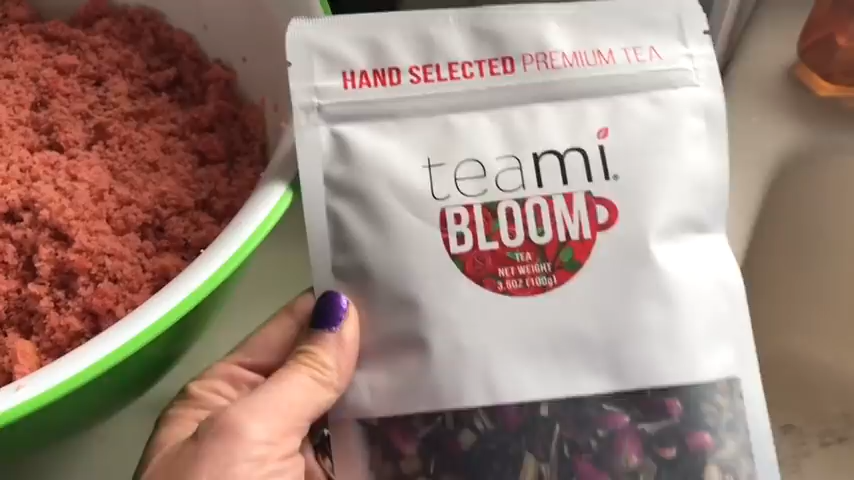 HAND SELECTED PREMIUM TEA
teami.
BLOOM
TEA
NET WEIGHT
3.5OZ (100g)